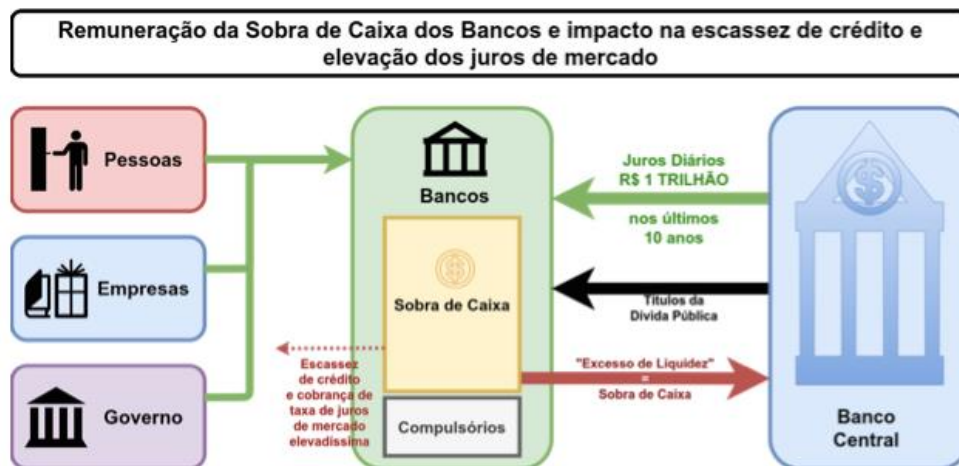 Remuneração da Sobra de Caixa dos Bancos e impacto na escassez de crédito e
elevação dos juros de mercado
Pessoas
Empresas
Governo
Bancos
Sobra de Caixa
Compulsórios
Escassez
de crédito
e cobrança de
taxa de juros
de mercado
elevadíssima
Juros Diários
R$ 1 TRILHÃO
nos últimos
10 anos
Títulos da
Dívida Pública
"Excesso de Liquidez"
=
Sobra de Caixa
Banco
Central